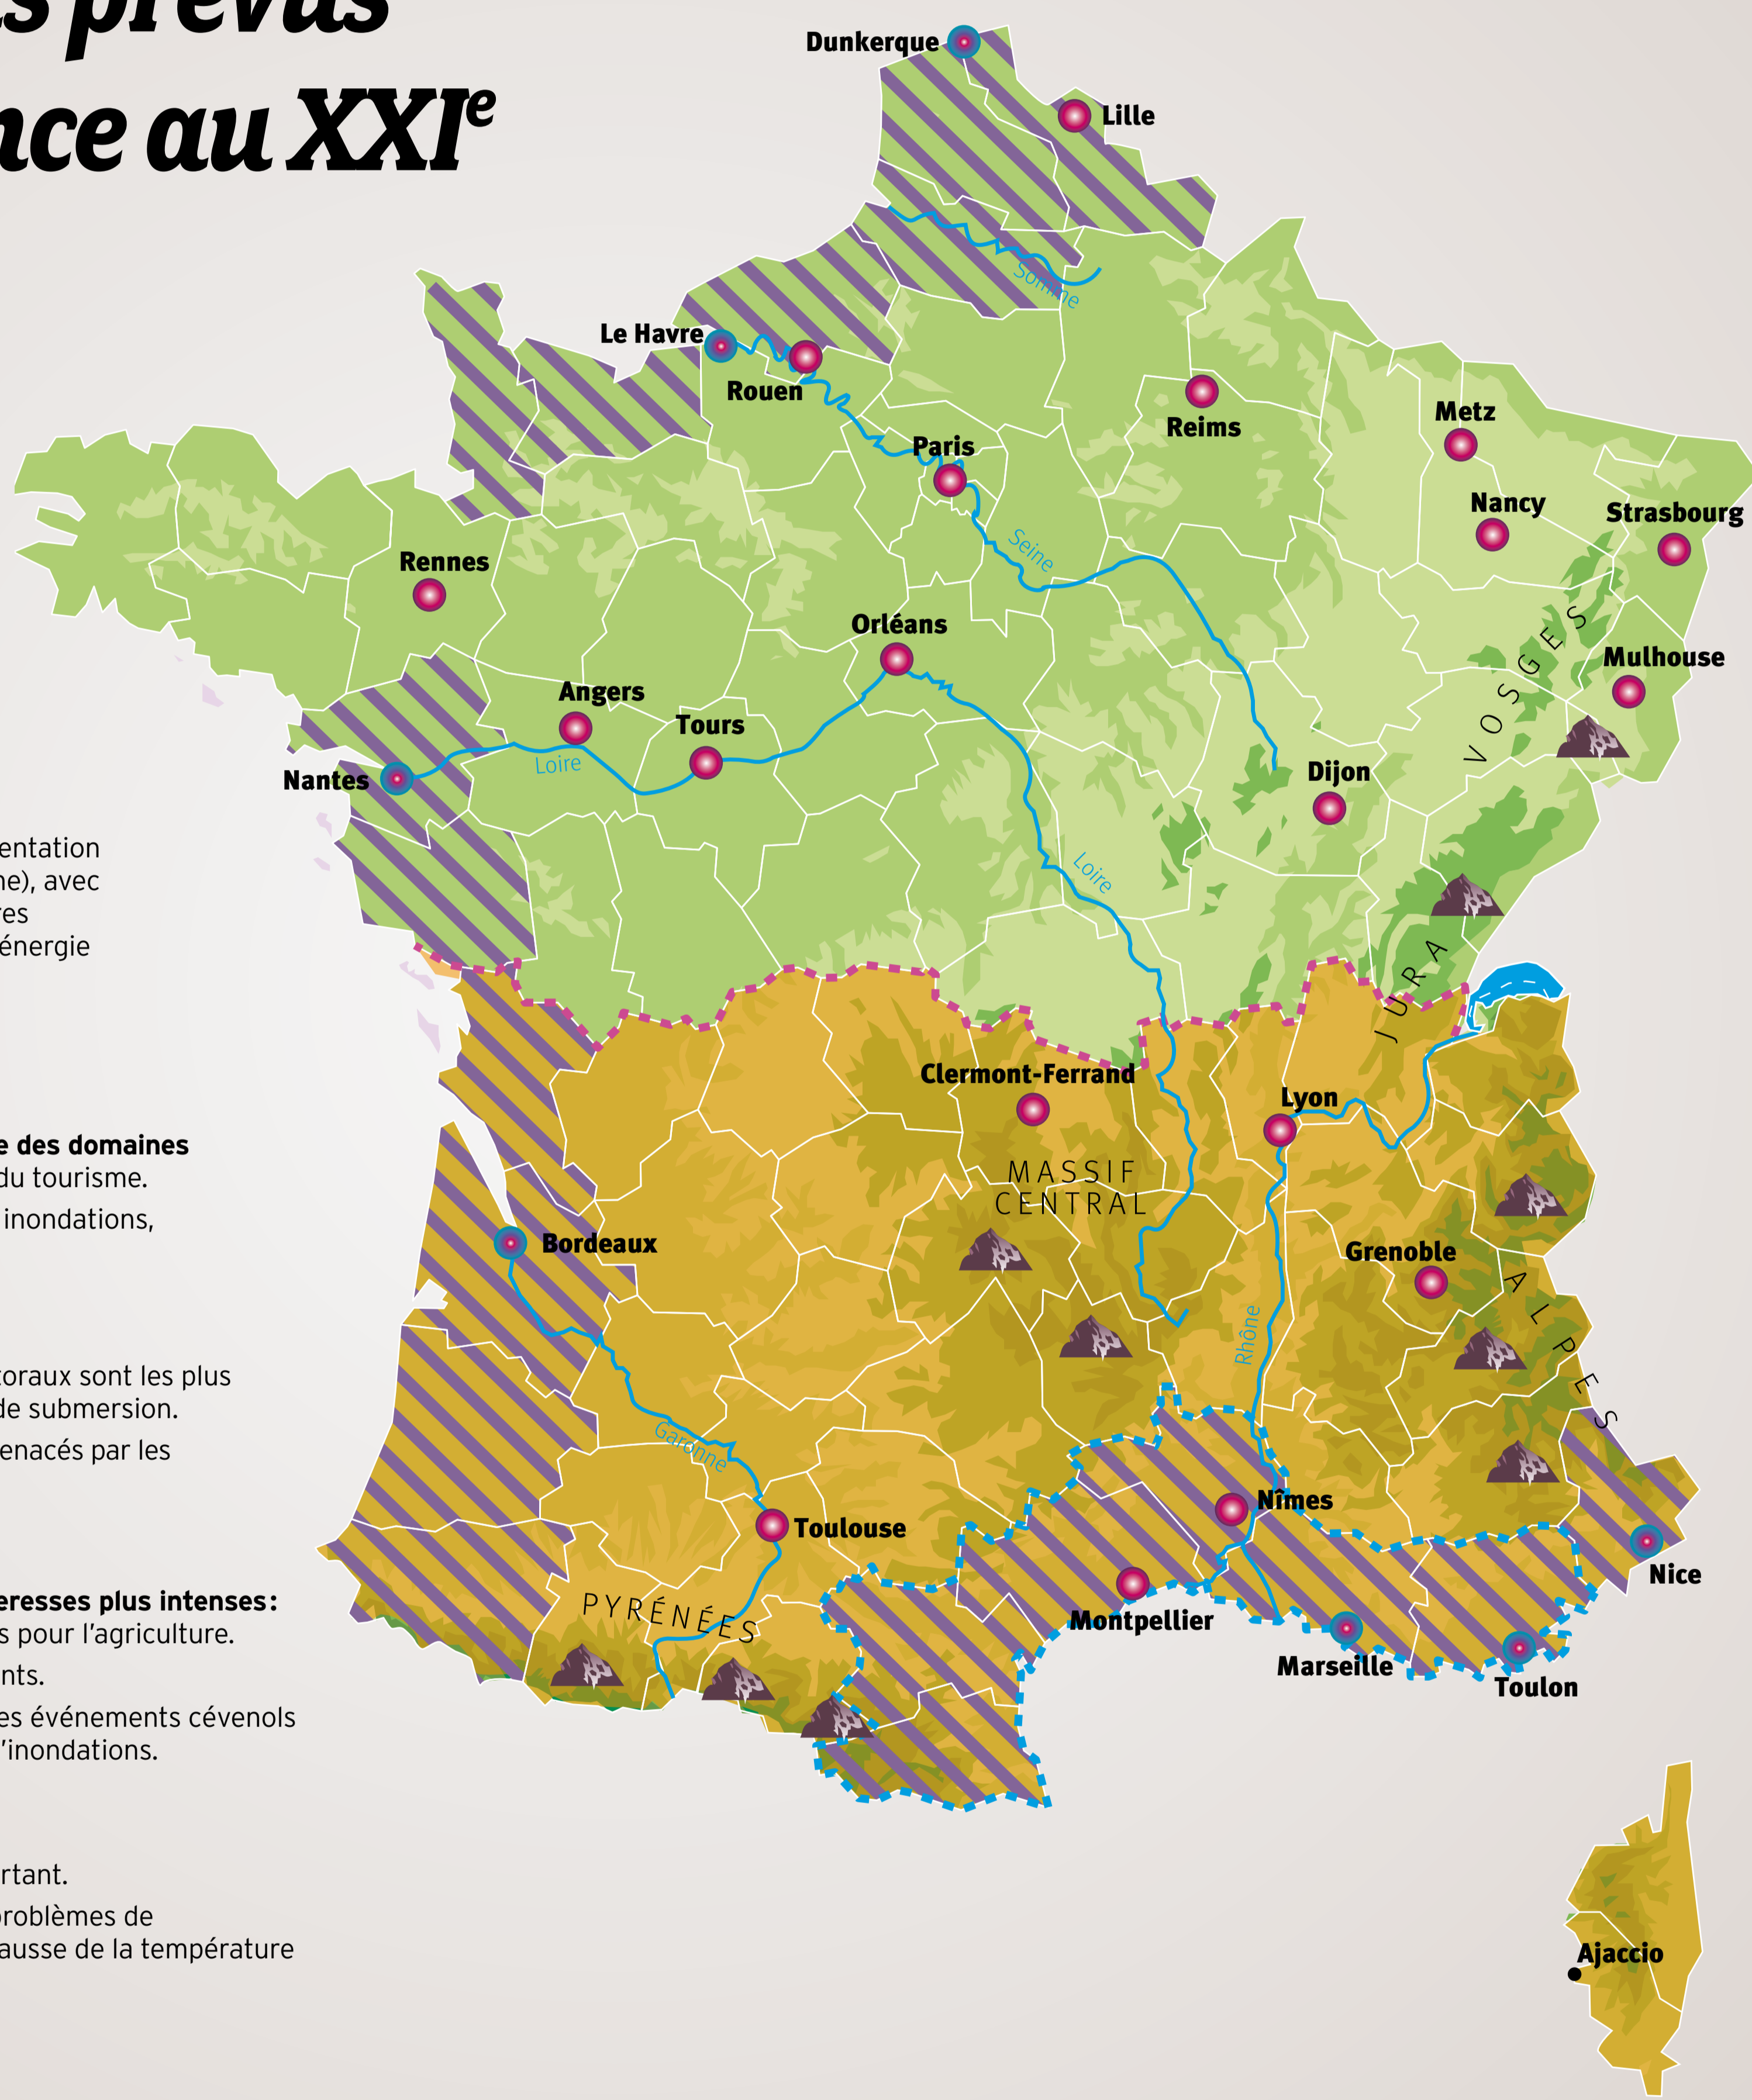 prévus
au XXIe
Dunkerque
Lille
Somme
Le Havre
Rouen
Reims
Metz
Paris
Nancy
Strasbourg
Seine
Rennes
Orléans
VOSGES
Mulhouse
Angers
Tours
Loire
Nantes
Dijon
Loire
entation
ne), avec
res
énergie
JURA
Clermont-Ferrand
Lyon
e des domaines
du tourisme.
inondations,
MASSIF
CENTRAL
Bordeaux
Grenoble
ALPES
Rhône
toraux sont les plus
de submersion.
enacés par les
Garonne
Nîmes
Toulouse
Nice
PYRÉNÉES
Montpellier
Marseille
Toulon
eresses plus intenses :
s pour l’agriculture.
nts.
es événements cévenols
’inondations.
rtant.
problèmes de
ausse de la température
Ajaccio